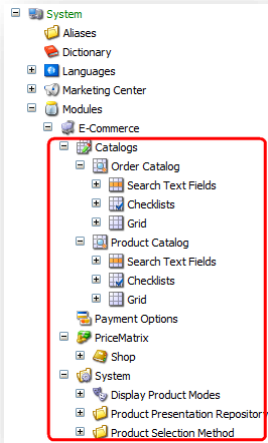 System
Aliases
Dictionary
Languages
Marketing Center
Modules
E-Commerce
Catalogs
Order Catalog
Search Text Fields
Checklists
Grid
Product Catalog
Search Text Fields
Checklists
Grid
Payment Options
PriceMatrix
Shop
System
Display Product Modes
Product Presentation Repository
Product Selection Method